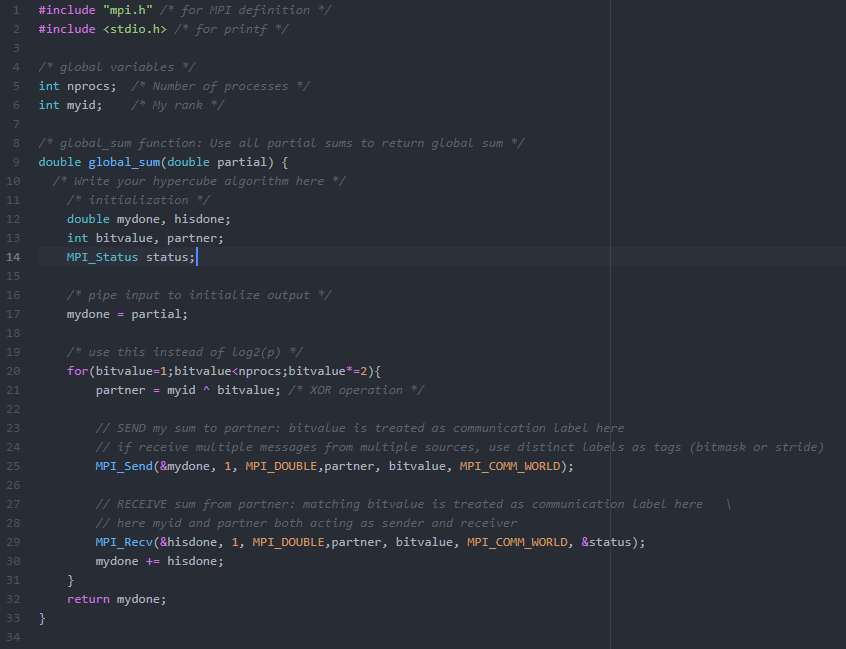 1 #include "mpi.h" /* for MPI definition */
2 #include <stdio.h> /* for printf */
3
4 /* global variables */
5 int nprocs;  /* Number of processes */
6 int myid;    /* My rank */
7
8 /* global_sum function: Use all partial sums to return global sum */
9 double global_sum(double partial) {
10   /* Write your hypercube algorithm here */
11     /* initialization */
12     double mydone, hisdone;
13     int bitvalue, partner;
14     MPI_Status status;
15
16     /* pipe input to initialize output */
17     mydone = partial;
18
19     /* use this instead of log2(p) */
20     for(bitvalue=1;bitvalue<nprocs;bitvalue*=2){
21         partner = myid ^ bitvalue; /* XOR operation */
22
23         // SEND my sum to partner: bitvalue is treated as communication label here
24         // if receive multiple messages from multiple sources, use distinct labels as tags (bitmask or stride)
25         MPI_Send(&mydone, 1, MPI_DOUBLE,partner, bitvalue, MPI_COMM_WORLD);
26
27         // RECEIVE sum from partner: matching bitvalue is treated as communication label here   \
28         // here myid and partner both acting as sender and receiver
29         MPI_Recv(&hisdone, 1, MPI_DOUBLE,partner, bitvalue, MPI_COMM_WORLD, &status);
30         mydone += hisdone;
31     }
32     return mydone;
33 }
34